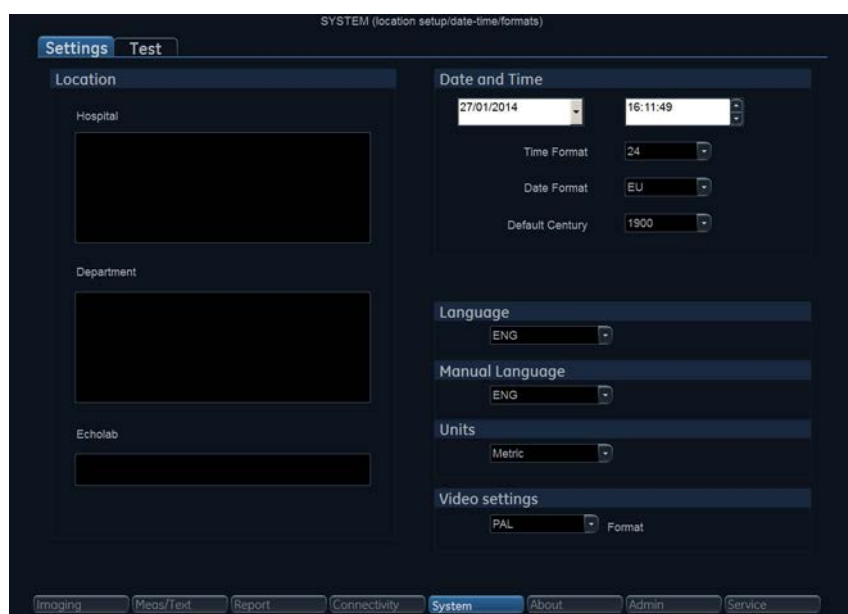 SYSTEM (location setup/date-time/formats)
Settings Test
Location
Hospital
Department
Echolab
Date and Time
27/01/2014 16:11:49
Time Format 24
Date Format EU
Default Century 1900
Language
ENG
Manual Language
ENG
Units
Metric
Video settings
PAL Format
Imaging Meas/Text Report Connectivity System About Admin Service